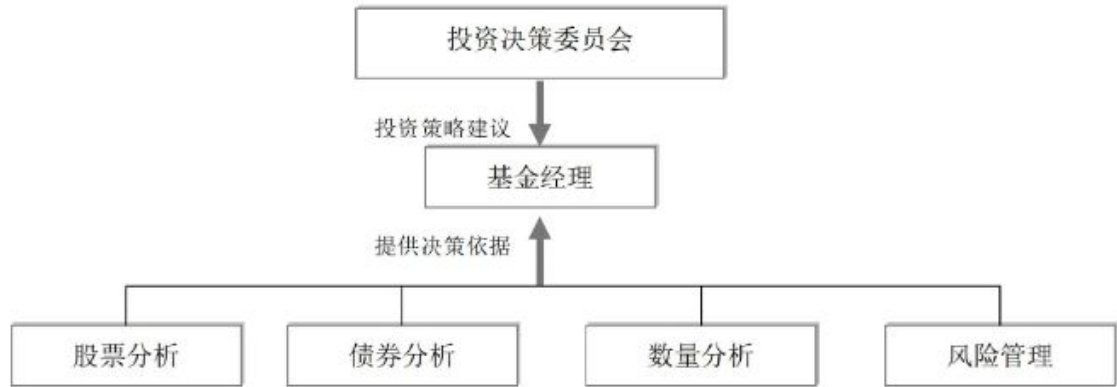 投资决策委员会
投资策略建议
基金经理
提供决策依据
股票分析
债券分析
数量分析
风险管理